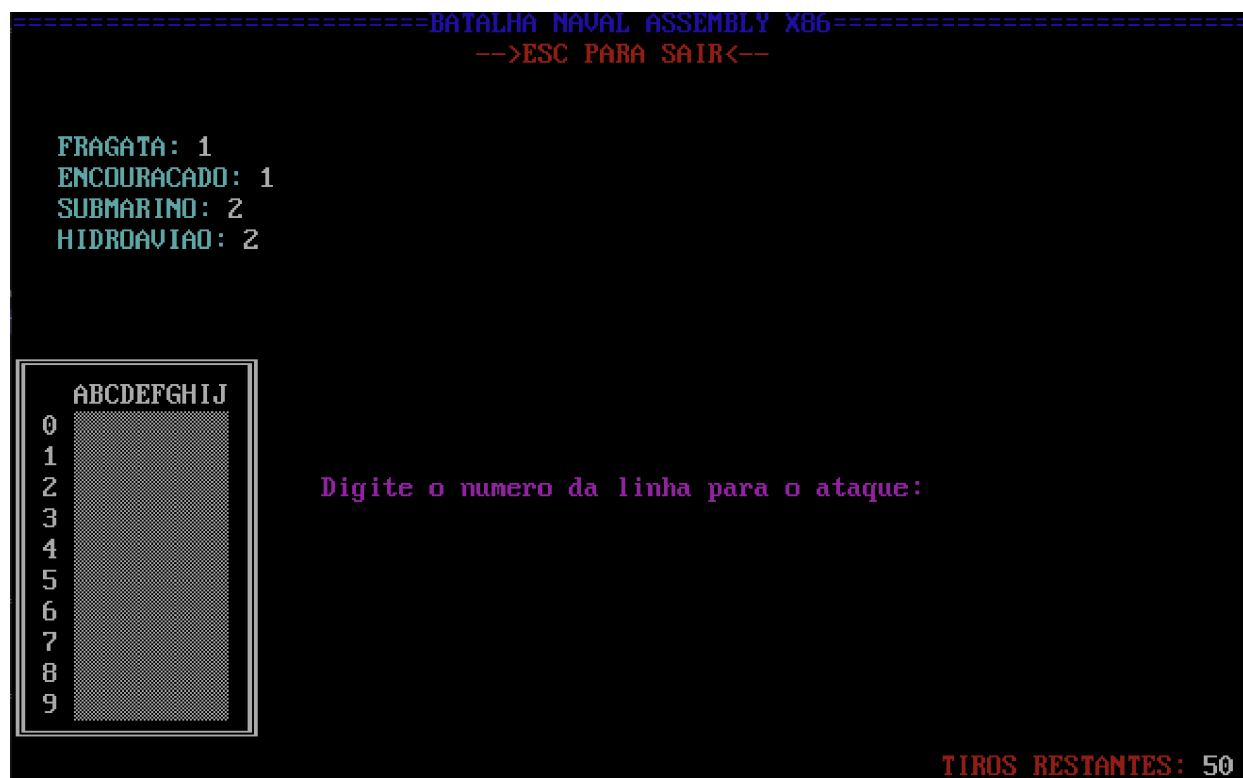 ===========================BATALHA NAVAL ASSEMBLY X86===========================
-->ESC PARA SAIR<--
FRAGATA: 1
ENCOURACADO: 1
SUBMARINO: 2
HIDROAVIAO: 2
ABCDEFGHIJ
0
1
2 Digite o numero da linha para o ataque:
3
4
5
6
7
8
9
TIROS RESTANTES: 50